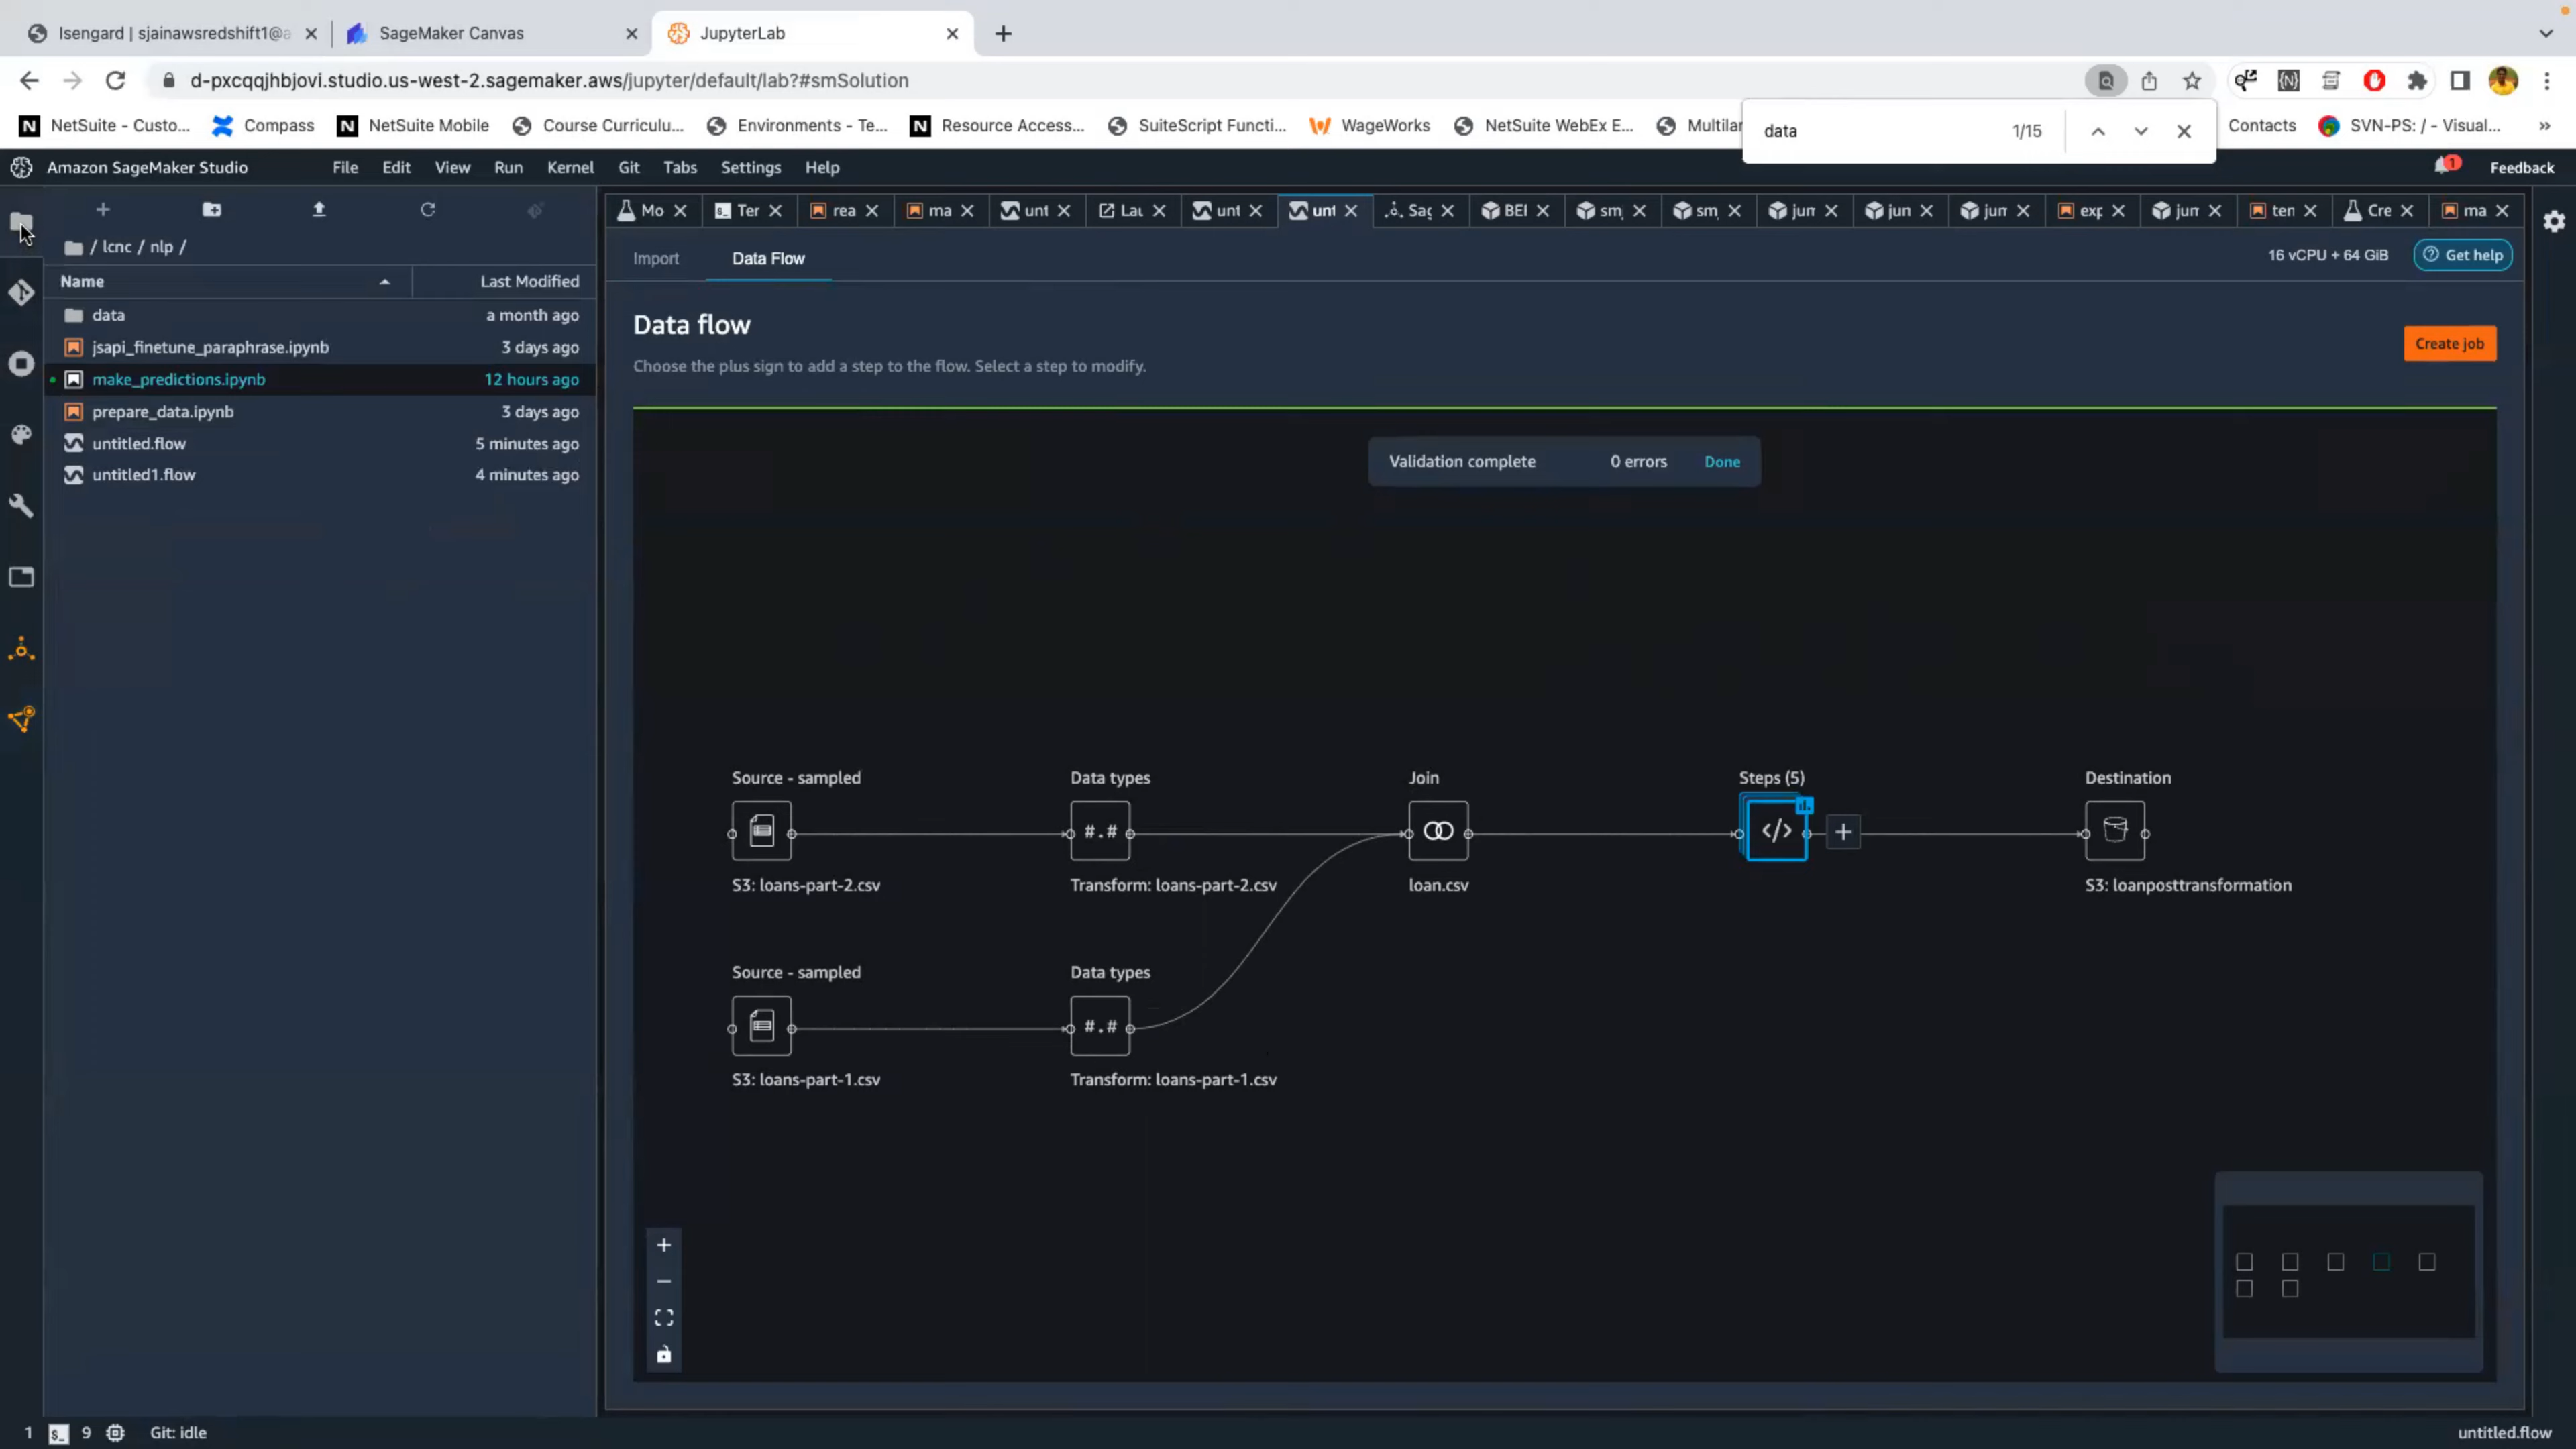 Isengard | sjainawsredshift1@a
SageMaker Canvas
JupyterLab
d-pxcqqjhbjovi.studio.us-west-2.sagemaker.aws/jupyter/default/lab?#smSolution
NetSuite - Custo...
Compass
NetSuite Mobile
Course Curriculu...
Environments - Te...
Resource Access...
SuiteScript Functi...
WageWorks
NetSuite WebEx E...
Multilar
Contacts
SVN-PS: / - Visual...
data
1/15
Amazon SageMaker Studio
File
Edit
View
Run
Kernel
Git
Tabs
Settings
Help
1
Feedback
Mo
Ter
rea
ma
unt
Lau
unt
unt
Sag
BEI
sm
sm
jun
jun
jun
exp
jun
ten
Cre
ma
/ lcnc / nlp /
Name
Last Modified
data
a month ago
jsapi_finetune_paraphrase.ipynb
3 days ago
make_predictions.ipynb
12 hours ago
prepare_data.ipynb
3 days ago
untitled.flow
5 minutes ago
untitled1.flow
4 minutes ago
Import
Data Flow
16 vCPU + 64 GiB
Get help
Data flow
Choose the plus sign to add a step to the flow. Select a step to modify.
Create job
Validation complete
0 errors
Done
Source - sampled
Data types
Join
Steps (5)
Destination
#.#
</>
S3: loans-part-2.csv
Transform: loans-part-2.csv
loan.csv
S3: loanposttransformation
Source - sampled
Data types
#.#
S3: loans-part-1.csv
Transform: loans-part-1.csv
1
$_
9
Git: idle
untitled.flow